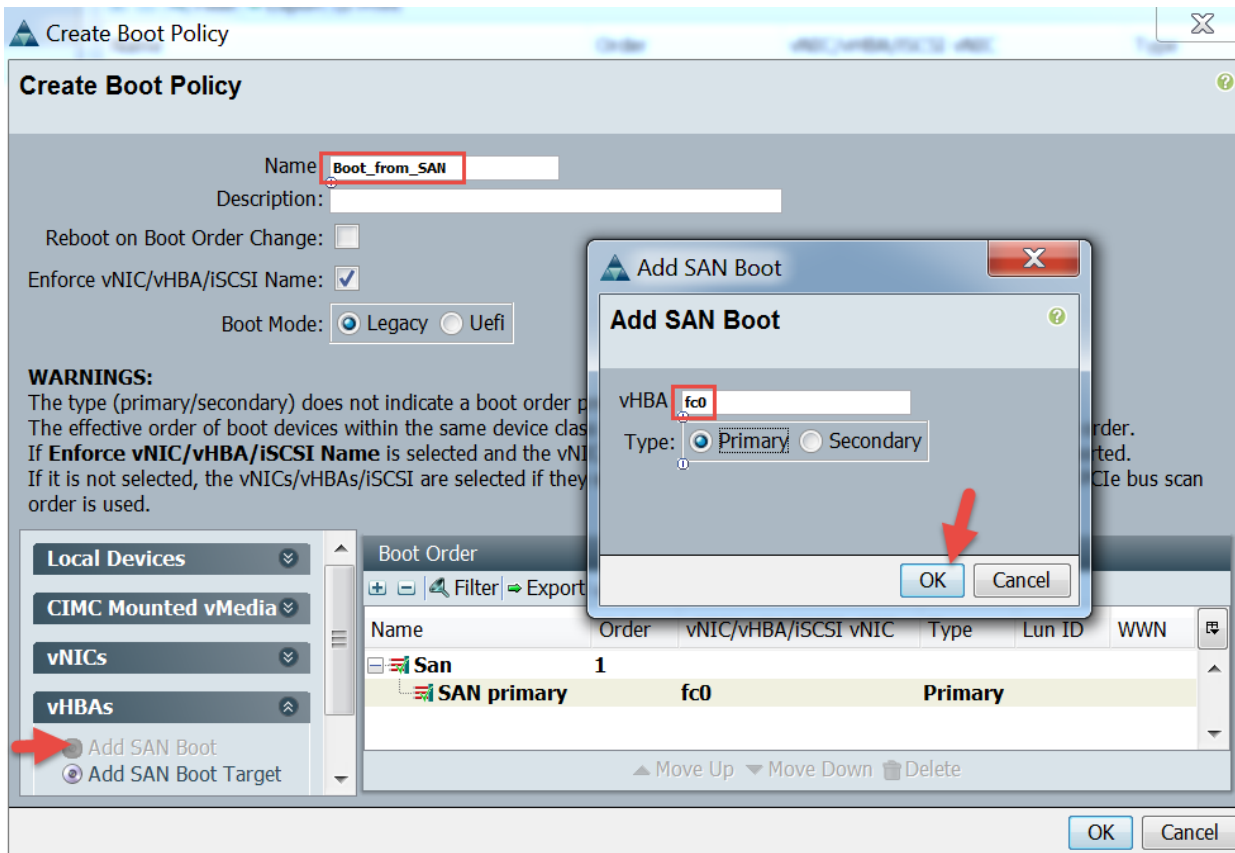 Create Boot Policy
Create Boot Policy
Name Boot_from_SAN
Description:
Reboot on Boot Order Change:
Enforce vNIC/vHBA/iSCSI Name:
Boot Mode: Legacy Uefi
WARNINGS:
The type (primary/secondary) does not indicate a boot order p
The effective order of boot devices within the same device clas rder.
If Enforce vNIC/vHBA/iSCSI Name is selected and the vNI rted.
If it is not selected, the vNICs/vHBAs/iSCSI are selected if they CIe bus scan
order is used.
Add SAN Boot
Add SAN Boot
vHBA fc0
Type: Primary Secondary
OK Cancel
Local Devices
CIMC Mounted vMedia
vNICs
vHBAs
Add SAN Boot
Add SAN Boot Target
Boot Order
Filter Export
Name Order vNIC/vHBA/iSCSI vNIC Type Lun ID WWN
San 1
SAN primary fc0 Primary
Move Up Move Down Delete
OK Cancel